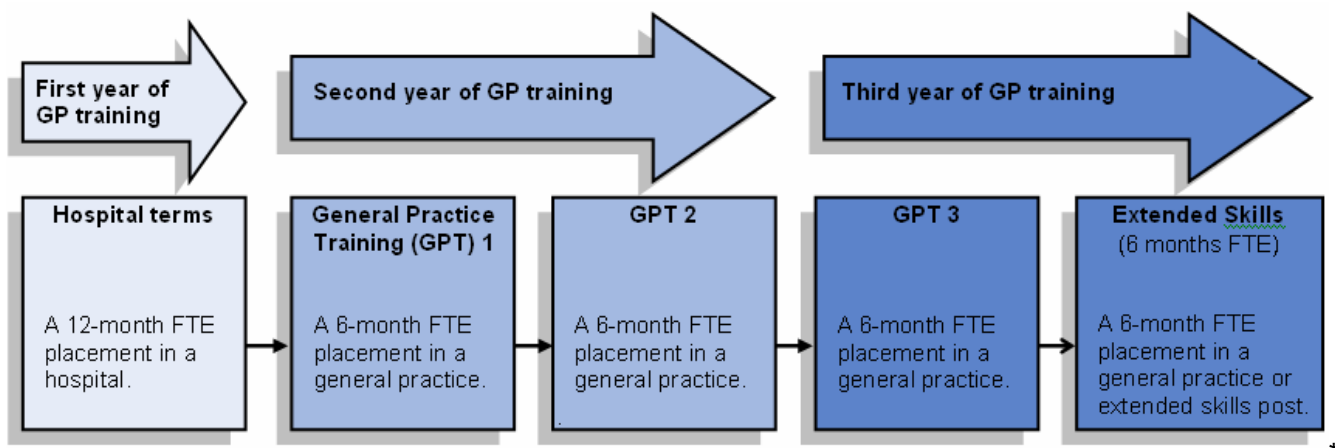 First year of
GP training
Second year of GP training
Third year of GP training
Hospital terms
A 12-month FTE
placement in a
hospital.
General Practice
Training (GPT) 1
A 6-month FTE
placement in a
general practice.
GPT 2
A 6-month FTE
placement in a
general practice.
GPT 3
A 6-month FTE
placement in a
general practice.
Extended Skills
(6 months FTE)
A 6-month FTE
placement in a
general practice or
extended skills post.